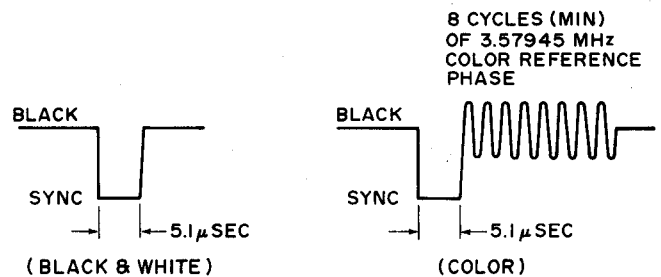 8 CYCLES (MIN)
OF 3.57945 MHz
COLOR REFERENCE
PHASE
BLACK
BLACK
SYNC
SYNC
5.1μSEC
5.1μSEC
(BLACK & WHITE)
(COLOR)